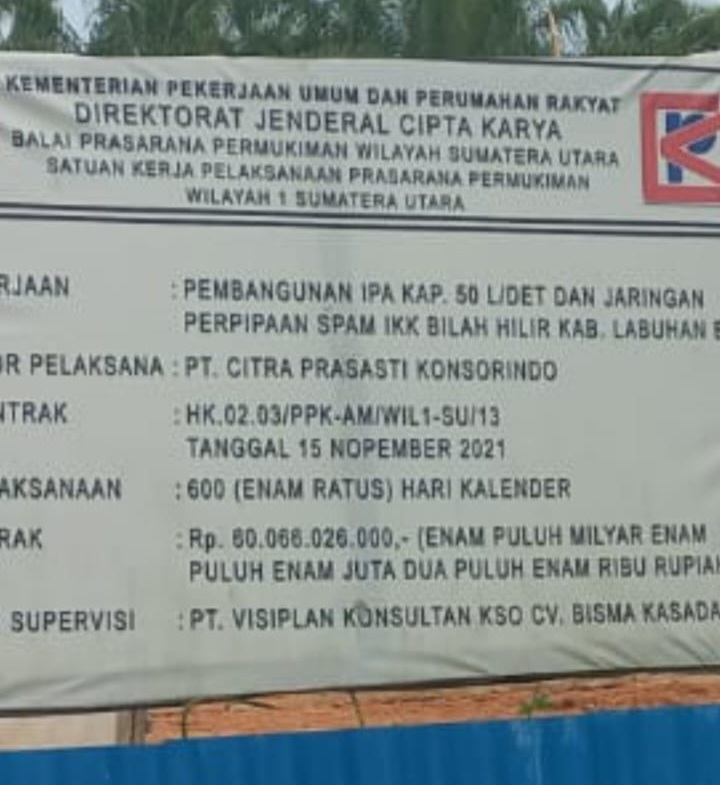 KEMENTERIAN PEKERJAAN UMUM DAN PERUMAHAN RAKYAT
DIREKTORAT JENDERAL CIPTA KARYA
BALAI PRASARANA PERMUKIMAN WILAYAH SUMATERA UTARA
SATUAN KERJA PELAKSANAAN PRASARANA PERMUKIMAN
WILAYAH 1 SUMATERA UTARA
RJAAN : PEMBANGUNAN IPA KAP. 50 L/DET DAN JARINGAN
PERPIPAAN SPAM IKK BILAH HILIR KAB. LABUHAN B
OR PELAKSANA : PT. CITRA PRASASTI KONSORINDO
NTRAK : HK.02.03/PPK-AM/WIL1-SU/13
TANGGAL 15 NOPEMBER 2021
AKSANAAN : 600 (ENAM RATUS) HARI KALENDER
RAK : Rp. 60.066.026.000,- (ENAM PULUH MILYAR ENAM
PULUH ENAM JUTA DUA PULUH ENAM RIBU RUPIAH
SUPERVISI : PT. VISIPLAN KONSULTAN KSO CV. BISMA KASADA